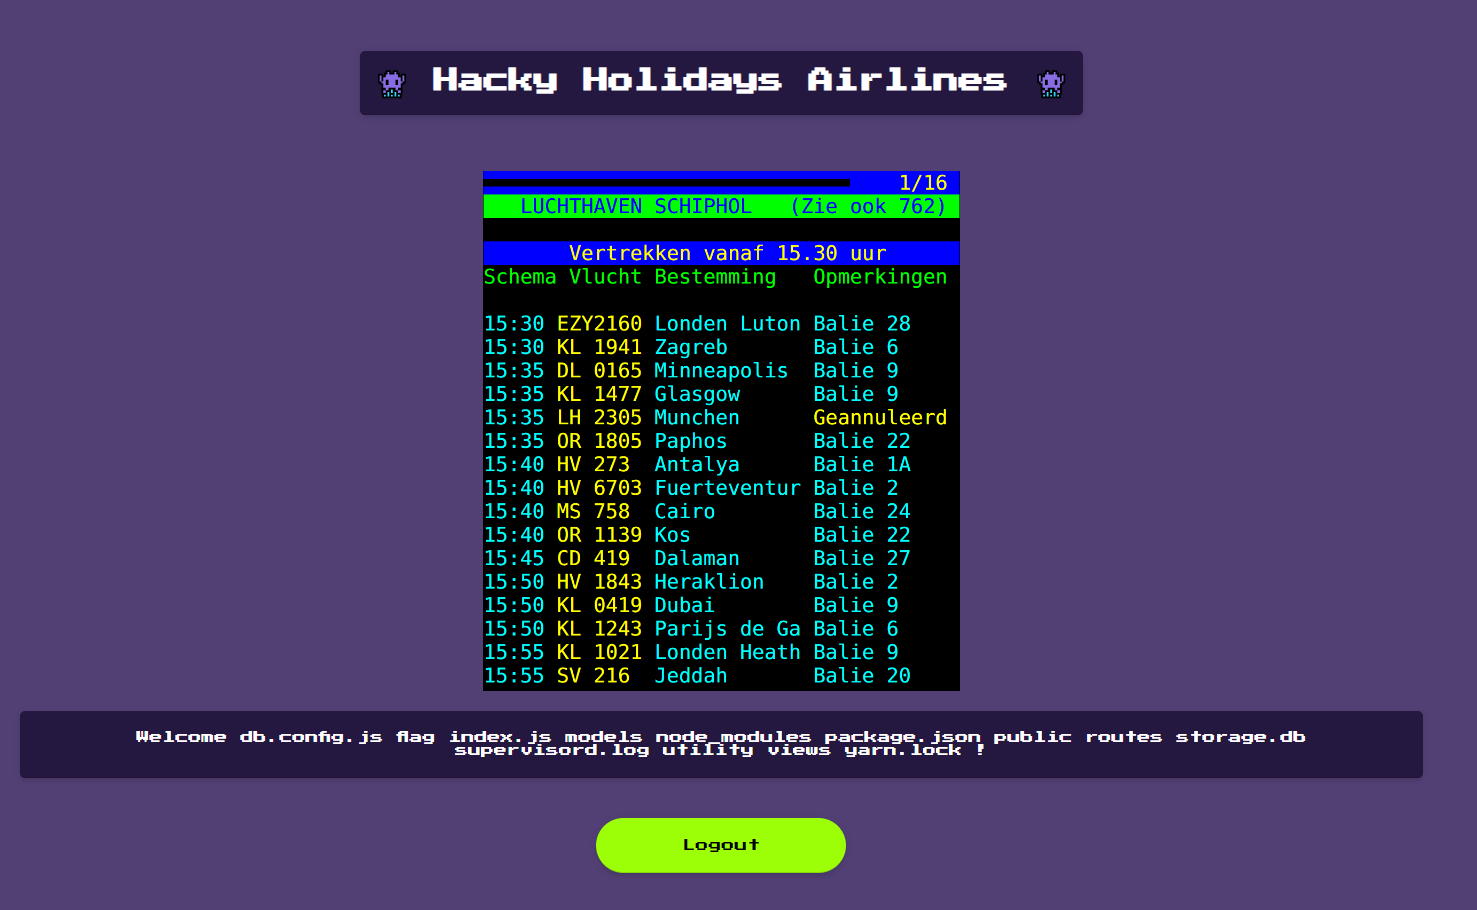 Hacky Holidays Airlines
1/16
LUCHTHAVEN SCHIPHOL (Zie ook 762)
Vertrekken vanaf 15.30 uur
Schema Vlucht Bestemming Opmerkingen
15:30 EZY2160 Londen Luton Balie 28
15:30 KL 1941 Zagreb Balie 6
15:35 DL 0165 Minneapolis Balie 9
15:35 KL 1477 Glasgow Balie 9
15:35 LH 2305 Munchen Geannuleerd
15:35 OR 1805 Paphos Balie 22
15:40 HV 273 Antalya Balie 1A
15:40 HV 6703 Fuerteventur Balie 2
15:40 MS 758 Cairo Balie 24
15:40 OR 1139 Kos Balie 22
15:45 CD 419 Dalaman Balie 27
15:50 HV 1843 Heraklion Balie 2
15:50 KL 0419 Dubai Balie 9
15:50 KL 1243 Parijs de Ga Balie 6
15:55 KL 1021 Londen Heath Balie 9
15:55 SV 216 Jeddah Balie 20
Welcome db.config.js flag index.js models node_modules package.json public routes storage.db
supervisord.log utility views yarn.lock !
Logout